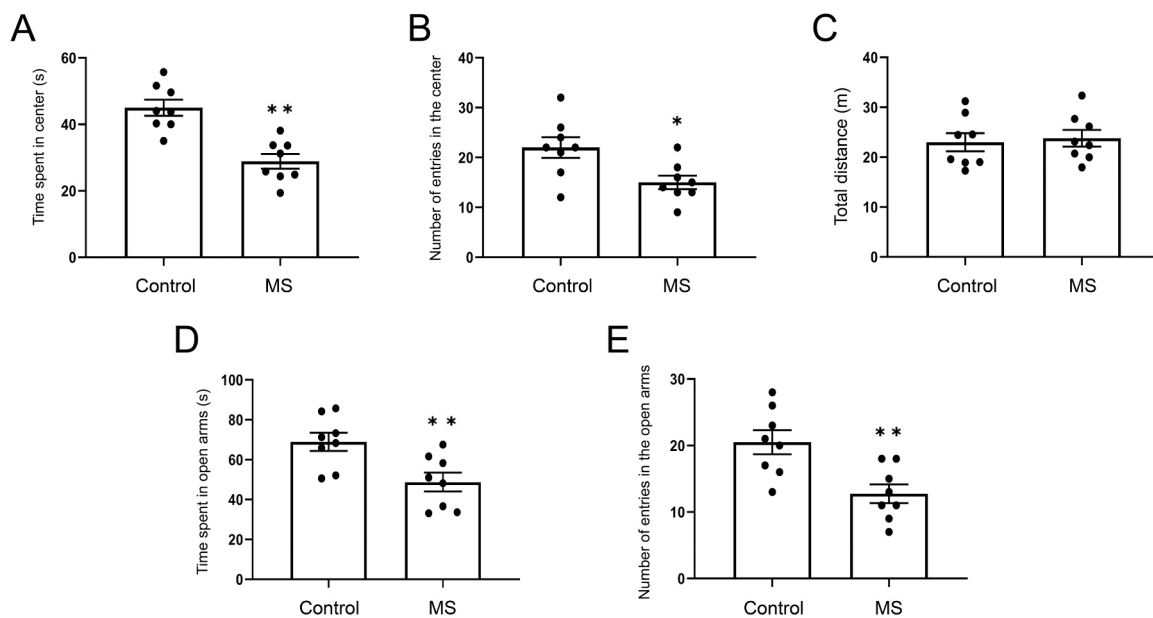 A
Time spent in center (s)
60
40
20
0
**
Control MS
B
Number of entries in the center
40
30
20
10
0
*
Control MS
C
Total distance (m)
40
30
20
10
0
Control MS
D
Time spent in open arms (s)
100
80
60
40
20
0
* *
Control MS
E
Number of entries in the open arms
30
20
10
0
**
Control MS